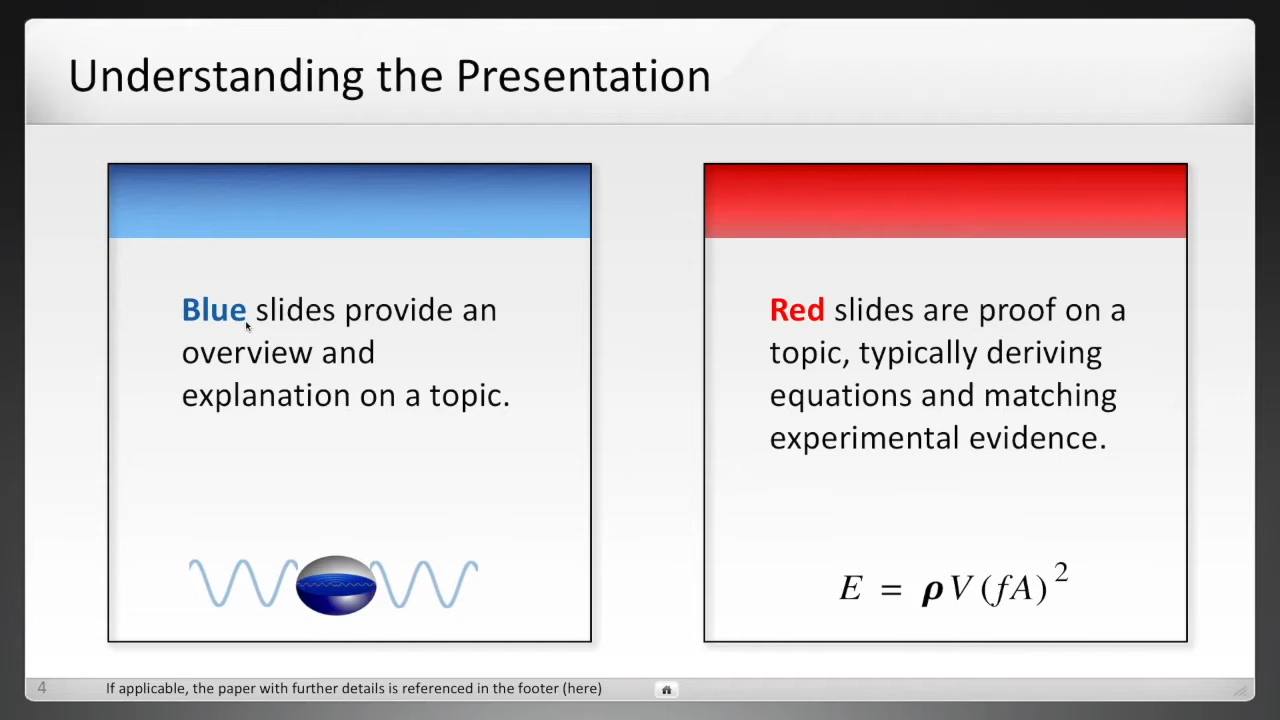 Understanding the Presentation
Blue slides provide an
overview and
explanation on a topic.
Red slides are proof on a
topic, typically deriving
equations and matching
experimental evidence.
E = ρV(fA)²
4
If applicable, the paper with further details is referenced in the footer (here)